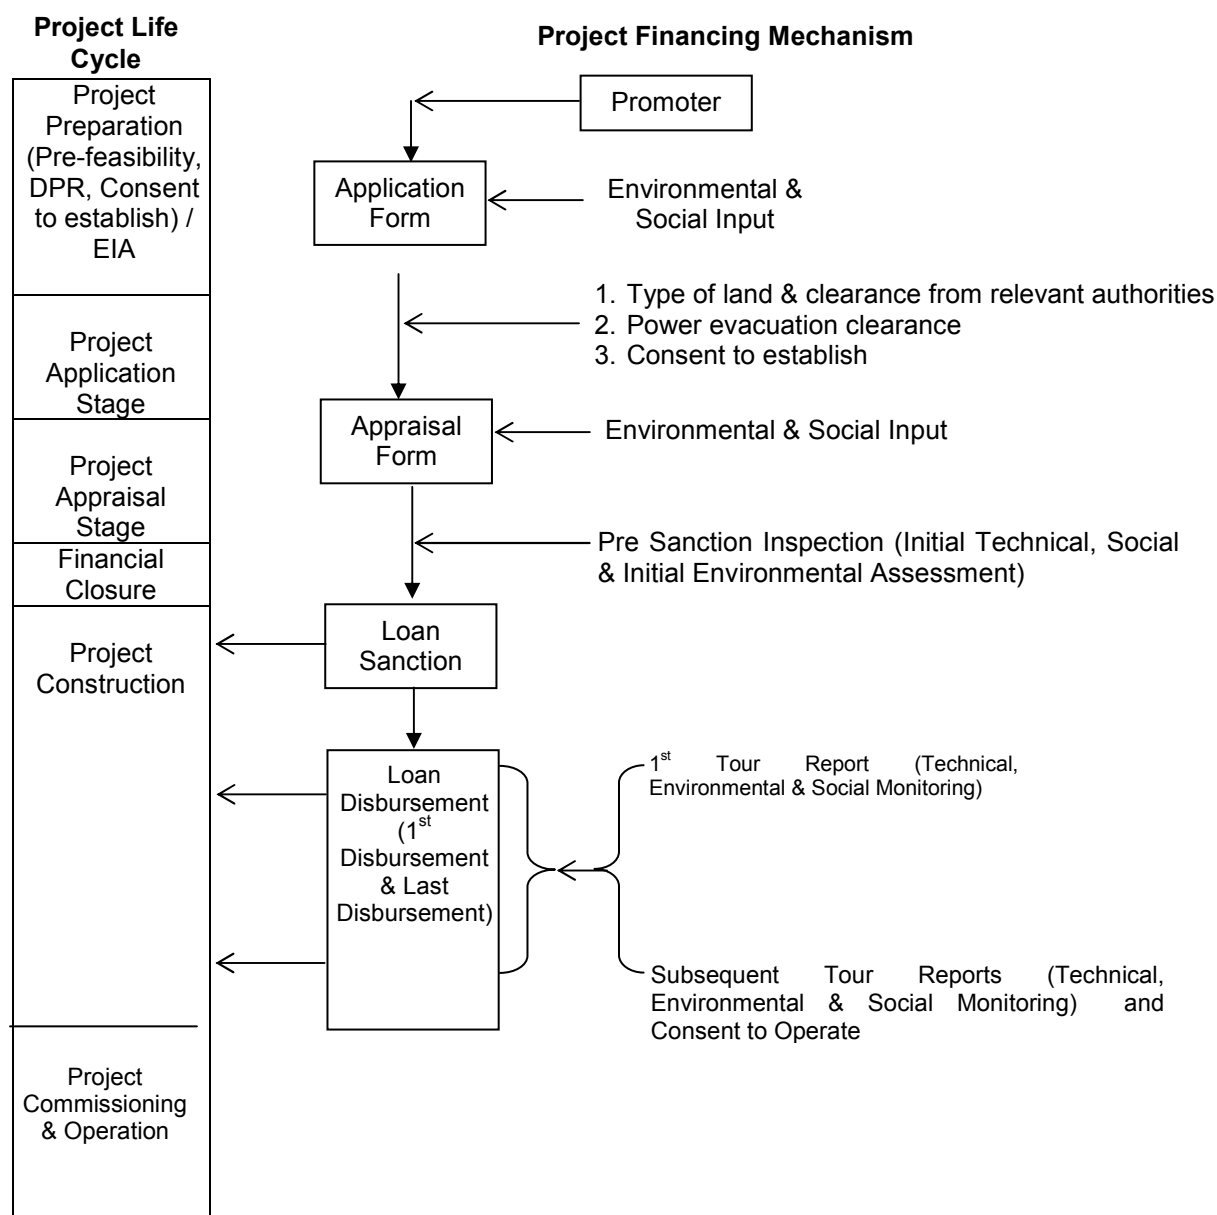 Project Life
Cycle
Project Financing Mechanism
Project
Preparation
(Pre-feasibility,
DPR, Consent
to establish) /
EIA
Promoter
Application
Form
Environmental &
Social Input
1. Type of land & clearance from relevant authorities
2. Power evacuation clearance
3. Consent to establish
Project
Application
Stage
Appraisal
Form
Environmental & Social Input
Project
Appraisal
Stage
Pre Sanction Inspection (Initial Technical, Social
& Initial Environmental Assessment)
Financial
Closure
Loan
Sanction
Project
Construction
Loan
Disbursement
(1st
Disbursement
& Last
Disbursement)
1st Tour Report (Technical,
Environmental & Social Monitoring)
Subsequent Tour Reports (Technical,
Environmental & Social Monitoring) and
Consent to Operate
Project
Commissioning
& Operation